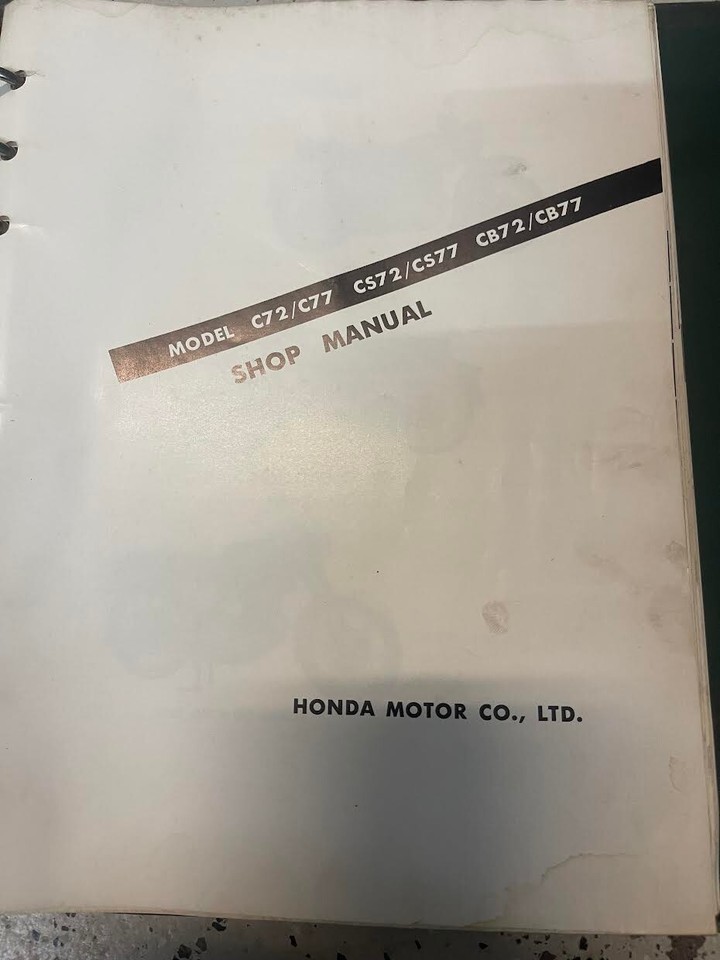 MODEL C72/C77 CS72/CS77 CB72/CB77
SHOP MANUAL
HONDA MOTOR CO., LTD.